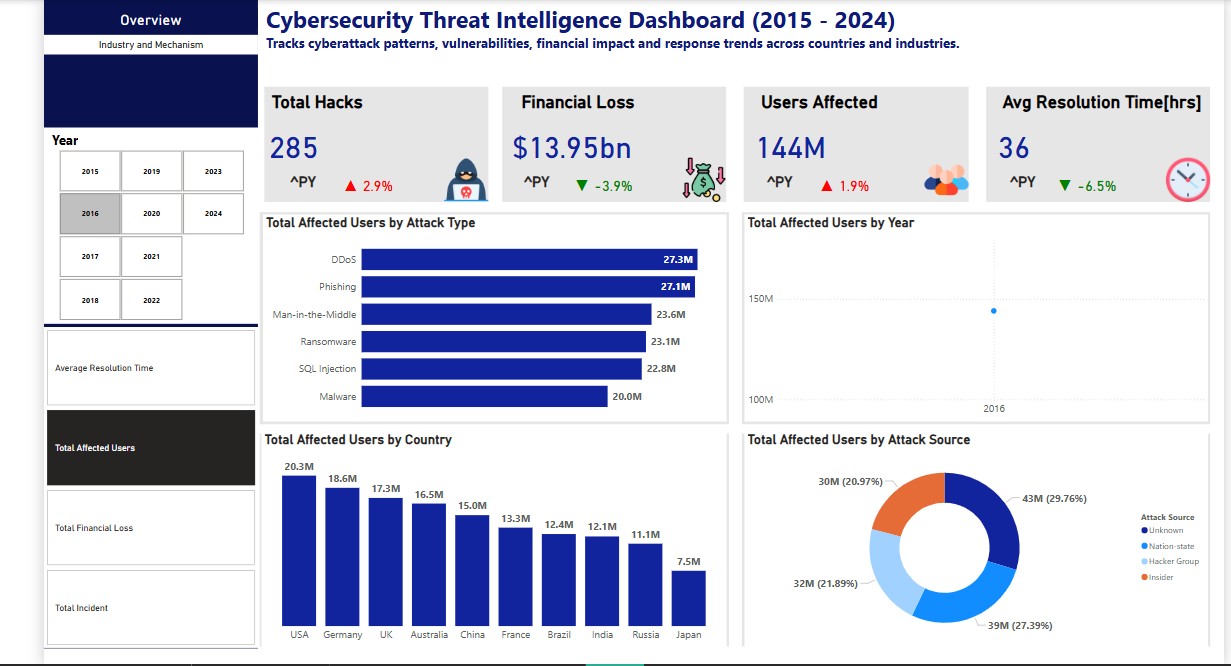 Overview
Industry and Mechanism
Cybersecurity Threat Intelligence Dashboard (2015 - 2024)
Tracks cyberattack patterns, vulnerabilities, financial impact and response trends across countries and industries.
Year
2015 2019 2023
2016 2020 2024
2017 2021
2018 2022
Average Resolution Time
Total Affected Users
Total Financial Loss
Total Incident
Total Hacks
285
^PY ▲ 2.9%
Financial Loss
$13.95bn
^PY ▼ -3.9%
Users Affected
144M
^PY ▲ 1.9%
Avg Resolution Time[hrs]
36
^PY ▼ -6.5%
Total Affected Users by Attack Type
DDoS 27.3M
Phishing 27.1M
Man-in-the-Middle 23.6M
Ransomware 23.1M
SQL Injection 22.8M
Malware 20.0M
Total Affected Users by Year
150M
100M
2016
Total Affected Users by Country
20.3M 18.6M 17.3M 16.5M 15.0M 13.3M 12.4M 12.1M 11.1M 7.5M
USA Germany UK Australia China France Brazil India Russia Japan
Total Affected Users by Attack Source
30M (20.97%)
43M (29.76%)
32M (21.89%)
39M (27.39%)
Attack Source
Unknown
Nation-state
Hacker Group
Insider